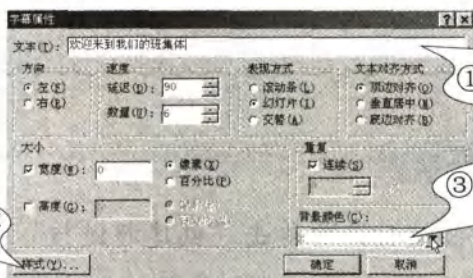 字幕属性
文本(T): 欢迎来到我们的班集体
方向 速度 表现方式 文本对齐方式
左(E) 延迟(D): 90 滚动条(L) 顶边对齐(O)
右(R) 数量(U): 6 幻灯片(I) 垂直居中(M)
交替(A) 底边对齐(B)
大小 重复
宽度(W): 0 像素(X) 连续(S)
百分比(P)
高度(G):
背景颜色(C):
样式(Y)... 确定 取消
①
③